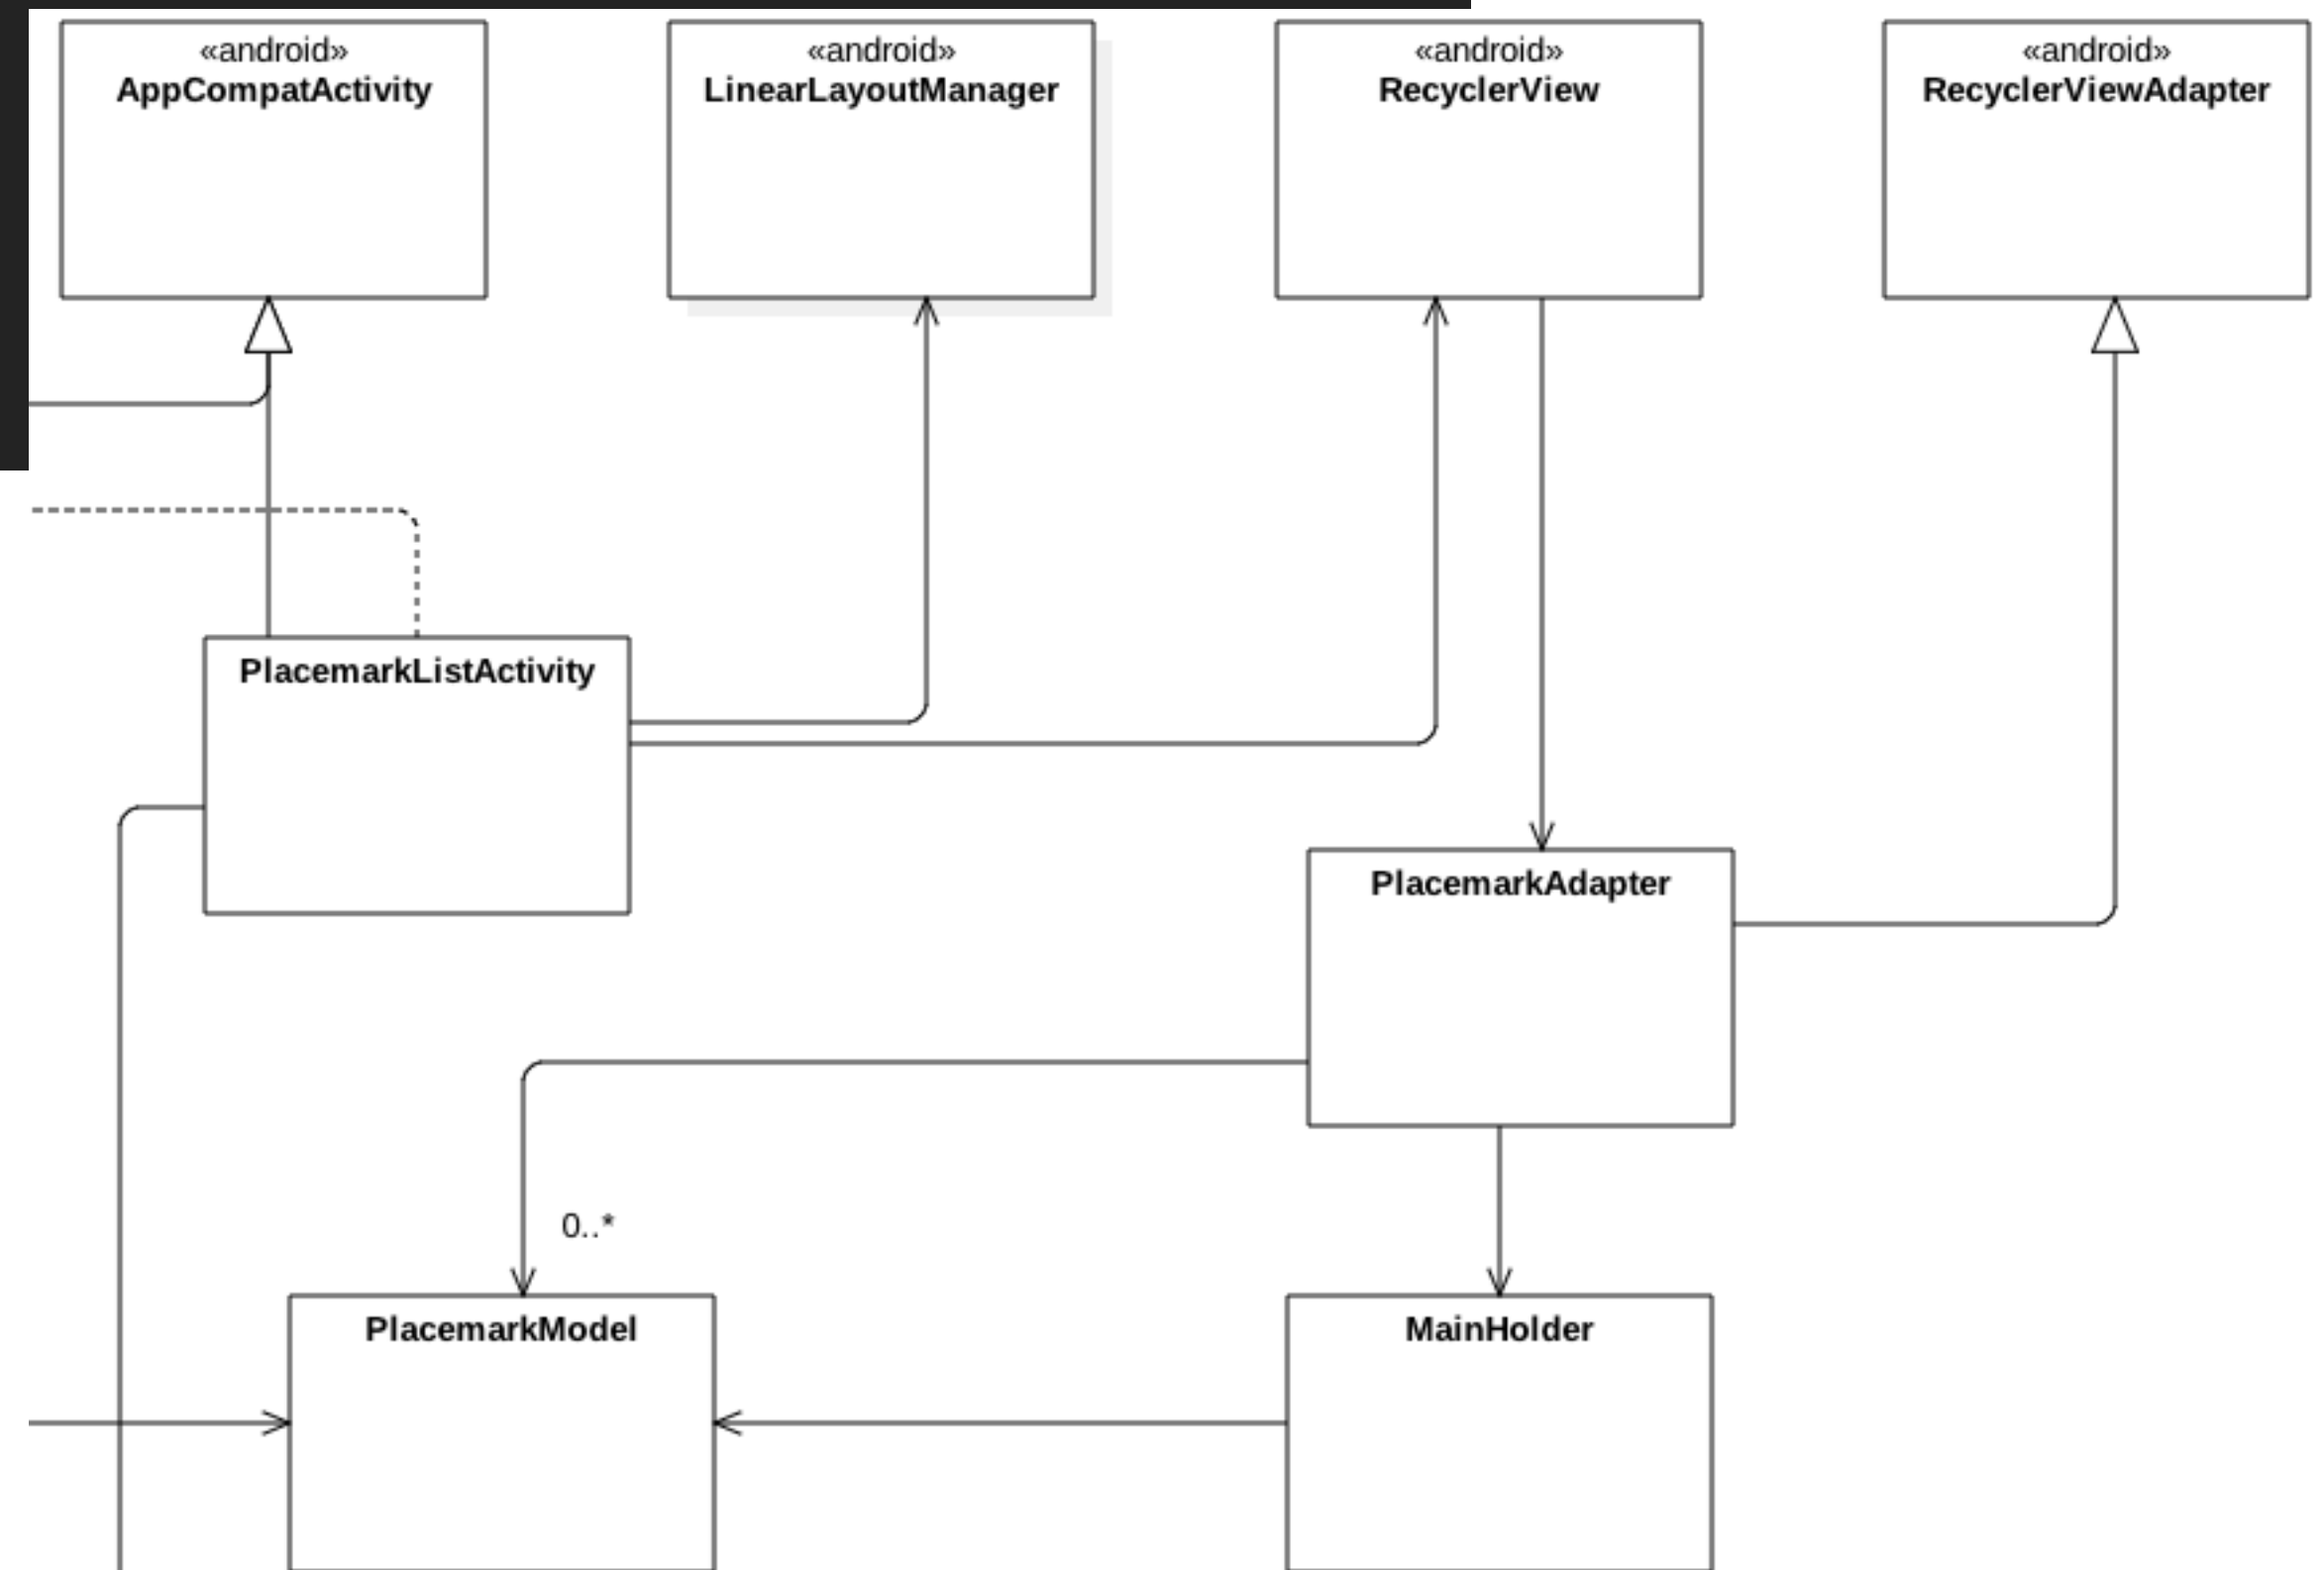 «android»
AppCompatActivity
«android»
LinearLayoutManager
«android»
RecyclerView
«android»
RecyclerViewAdapter
PlacemarkListActivity
PlacemarkAdapter
0..*
PlacemarkModel
MainHolder